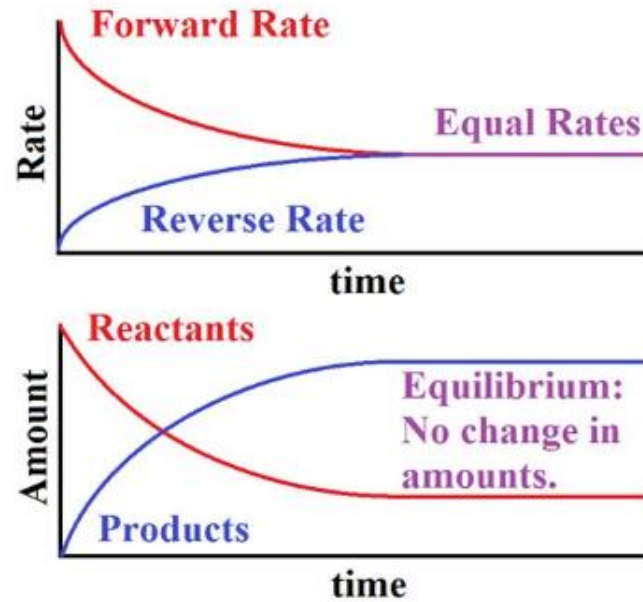 Forward Rate
Equal Rates
Rate
Reverse Rate
time
Reactants
Equilibrium:
No change in
amounts.
Amount
Products
time